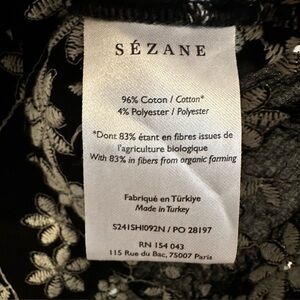 SÉZANE
96% Coton / Cotton*
4% Polyester / Polyester
*Dont 83% étant en fibres issues de
l'agriculture biologique
With 83% in fibers from organic farming
Fabriqué en Türkiye
Made in Turkey
S241SHI092N / PO 28197
RN 154 043
115 Rue du Bac, 75007 Paris